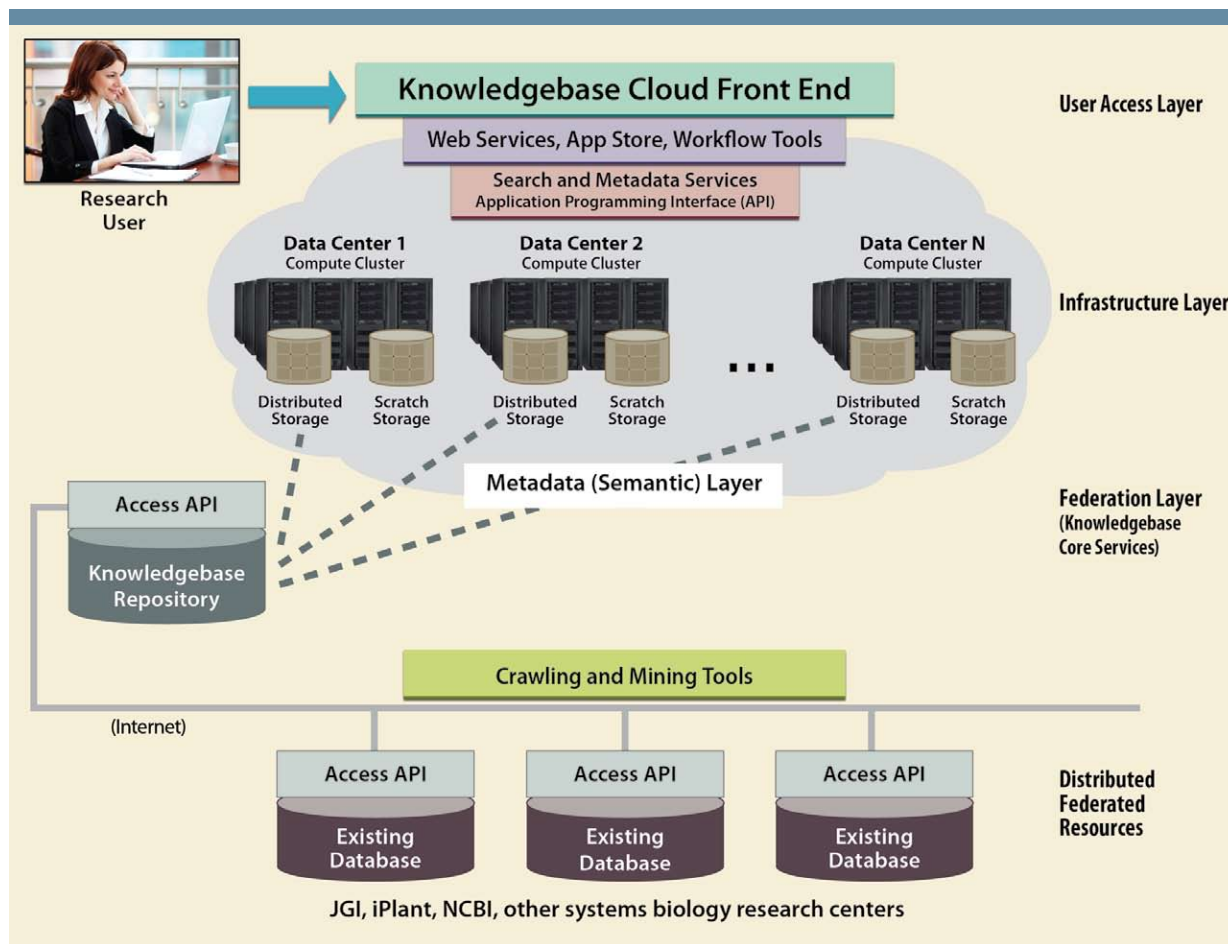 Knowledgebase Cloud Front End
User Access Layer
Web Services, App Store, Workflow Tools
Search and Metadata Services
Application Programming Interface (API)
Research
User
Data Center 1
Compute Cluster
Data Center 2
Compute Cluster
Data Center N
Compute Cluster
Infrastructure Layer
...
Distributed
Storage
Scratch
Storage
Distributed
Storage
Scratch
Storage
Distributed
Storage
Scratch
Storage
Metadata (Semantic) Layer
Access API
Knowledgebase
Repository
Federation Layer
(Knowledgebase
Core Services)
Crawling and Mining Tools
(Internet)
Access API
Existing
Database
Access API
Existing
Database
Access API
Existing
Database
Distributed
Federated
Resources
JGI, iPlant, NCBI, other systems biology research centers